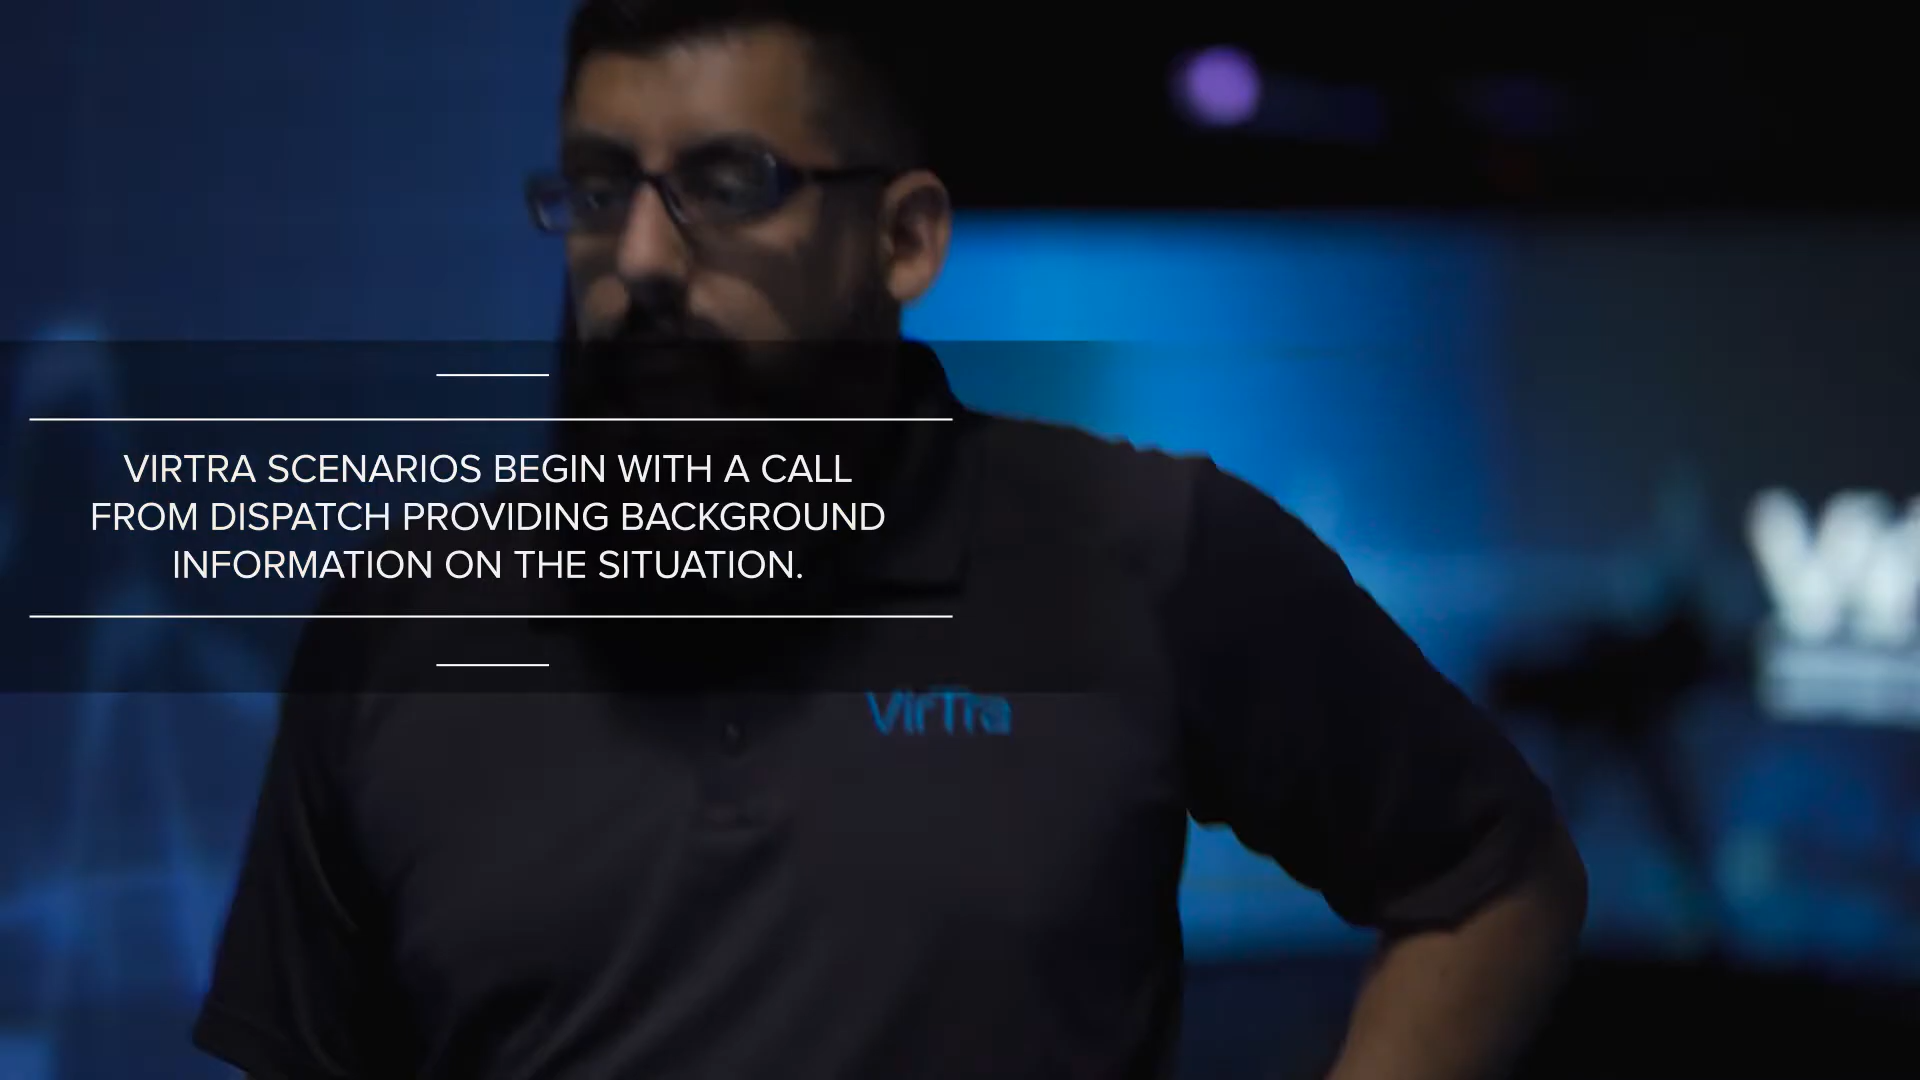 VIRTRA SCENARIOS BEGIN WITH A CALL
FROM DISPATCH PROVIDING BACKGROUND
INFORMATION ON THE SITUATION.
VirTra